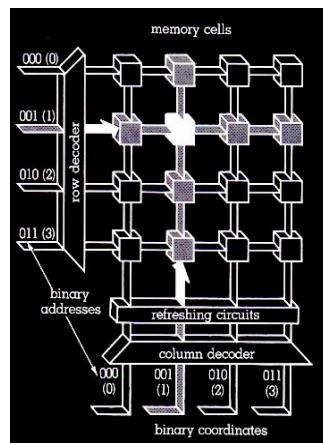 memory cells
000 (0)
001 (1)
010 (2)
011 (3)
row decoder
binary
addresses
refreshing circuits
column decoder
000
(0)
001
(1)
010
(2)
011
(3)
binary coordinates